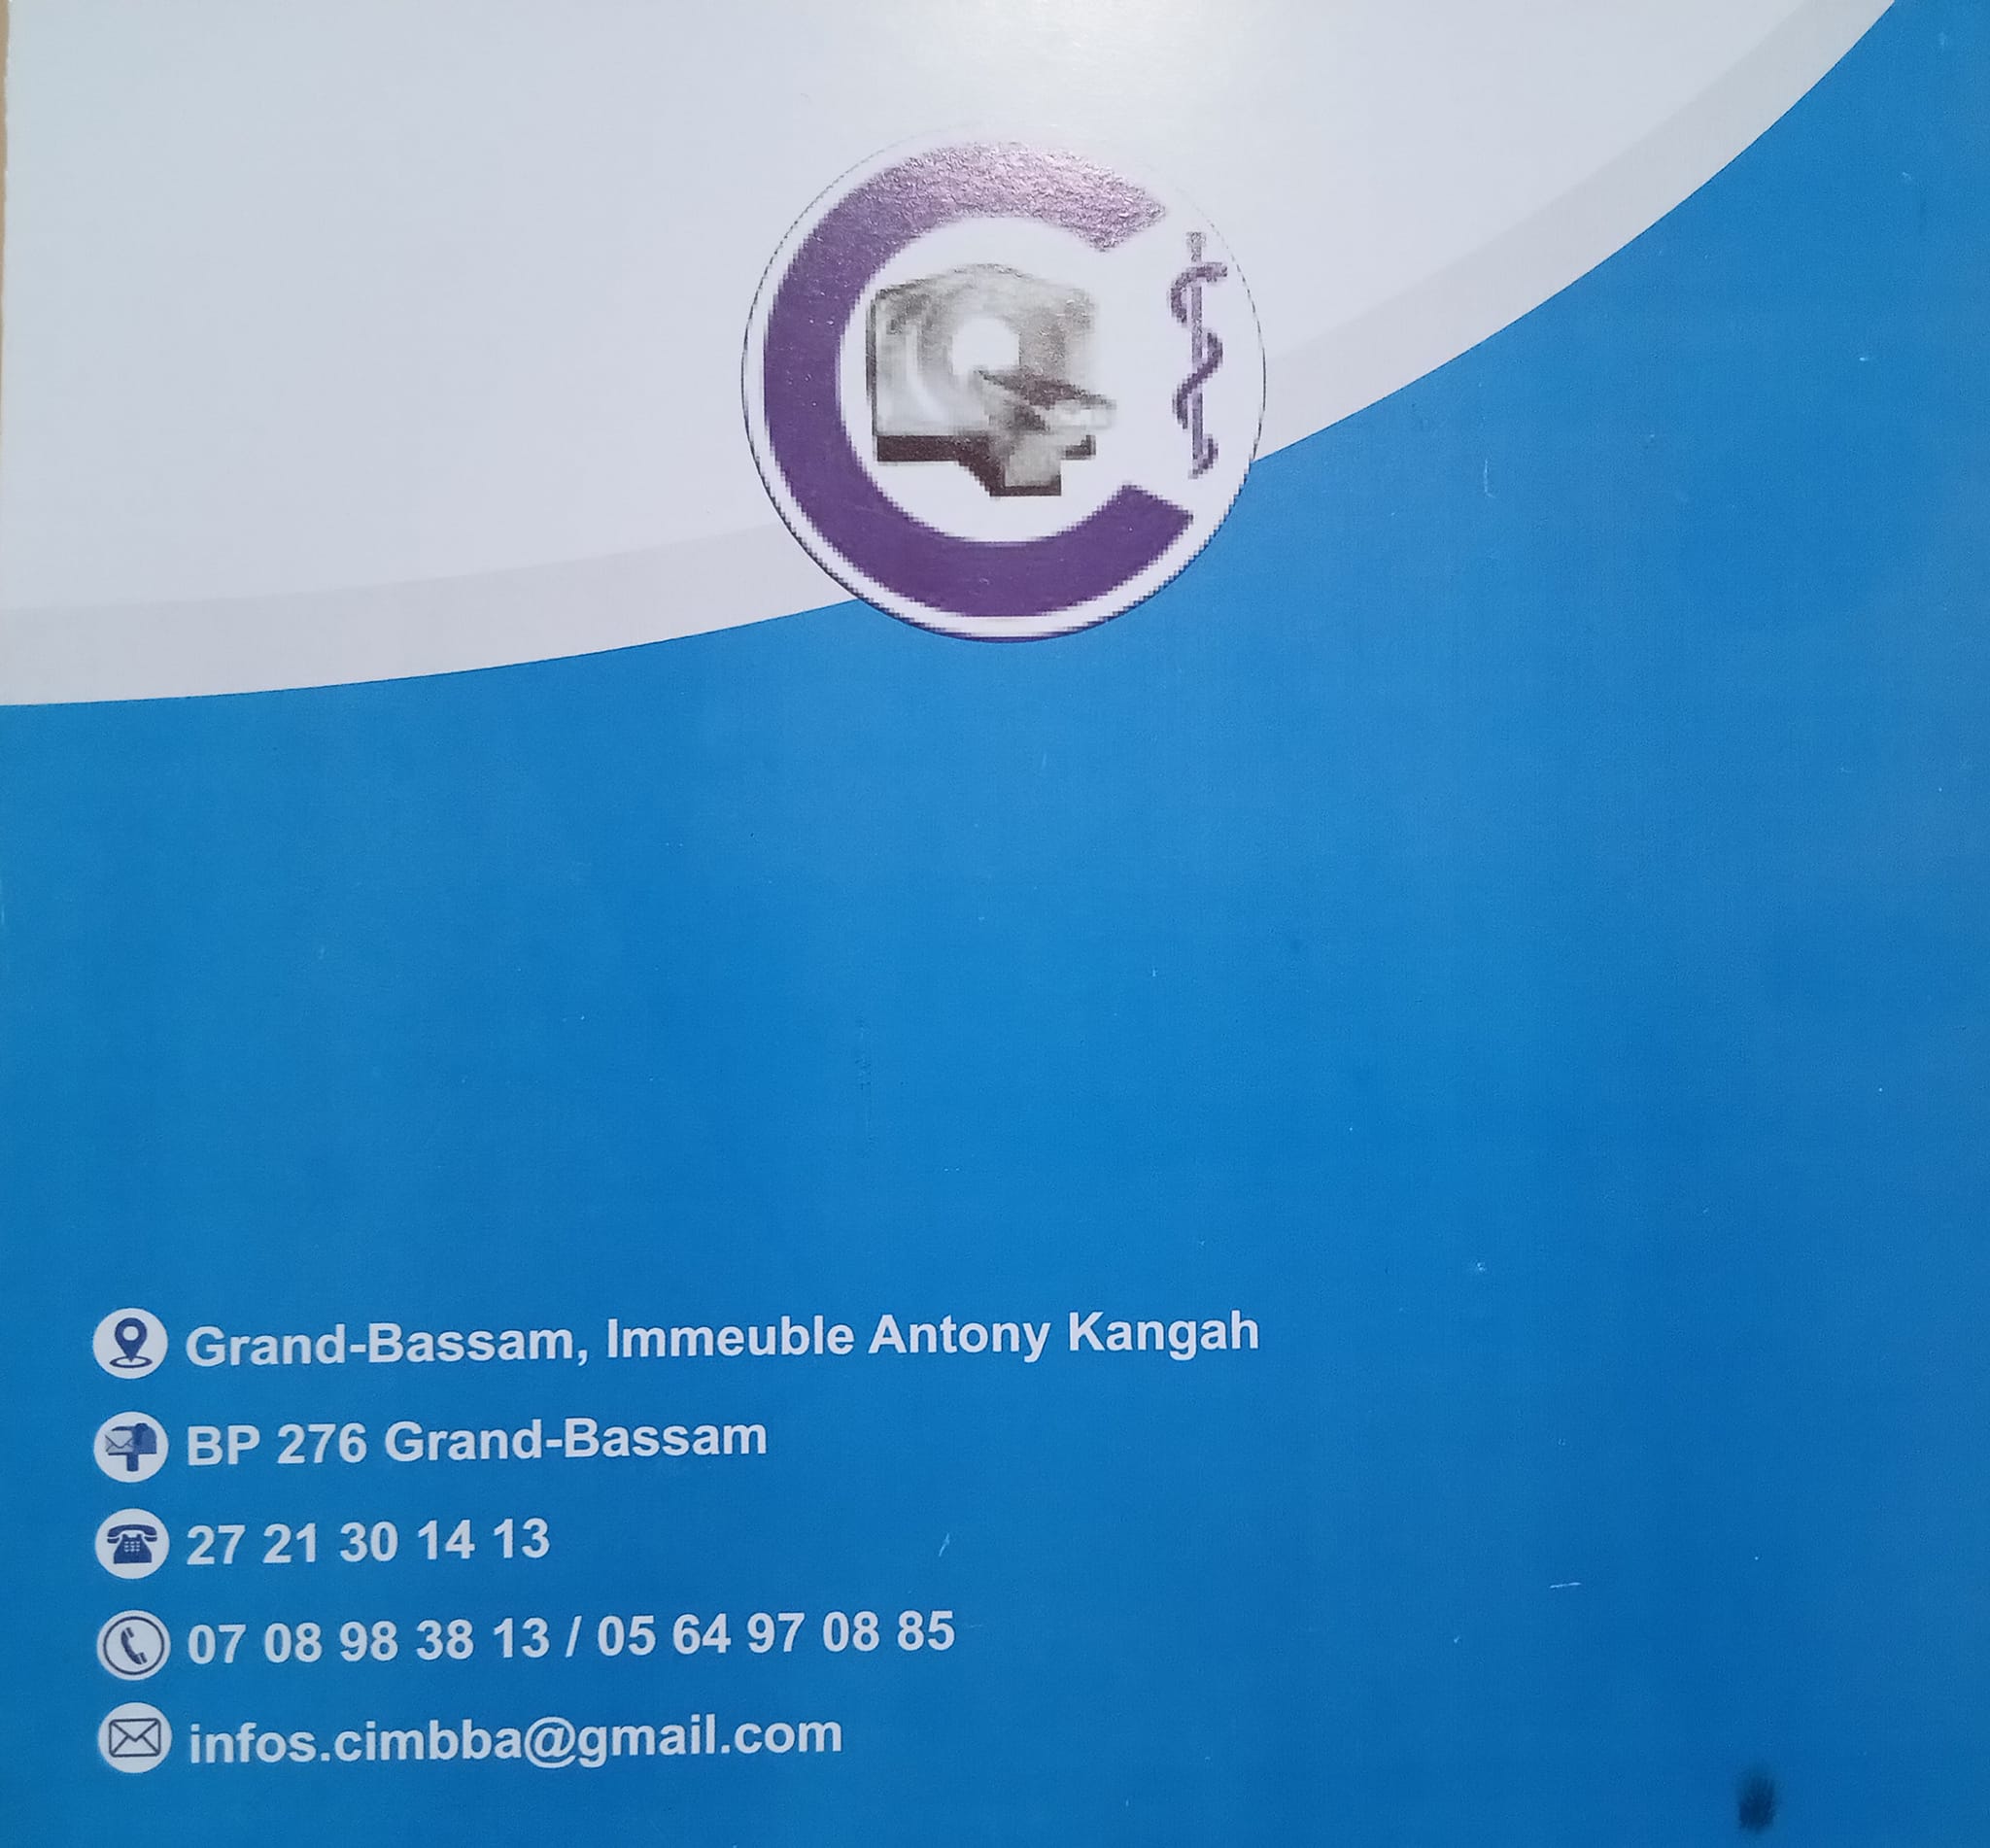 Grand-Bassam, Immeuble Antony Kangah
BP 276 Grand-Bassam
27 21 30 14 13
07 08 98 38 13 / 05 64 97 08 85
infos.cimbba@gmail.com